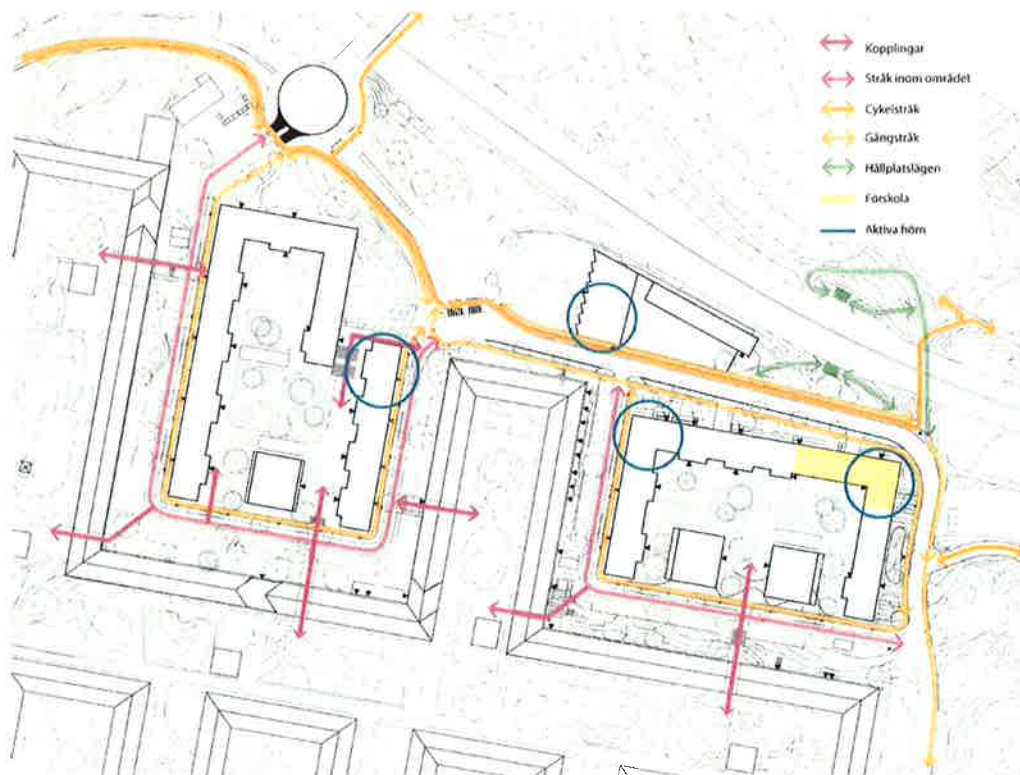 Kopplingar
Stråk inom området
Cykelstråk
Gångstråk
Hållplatslägen
Förskola
Aktiva hörn